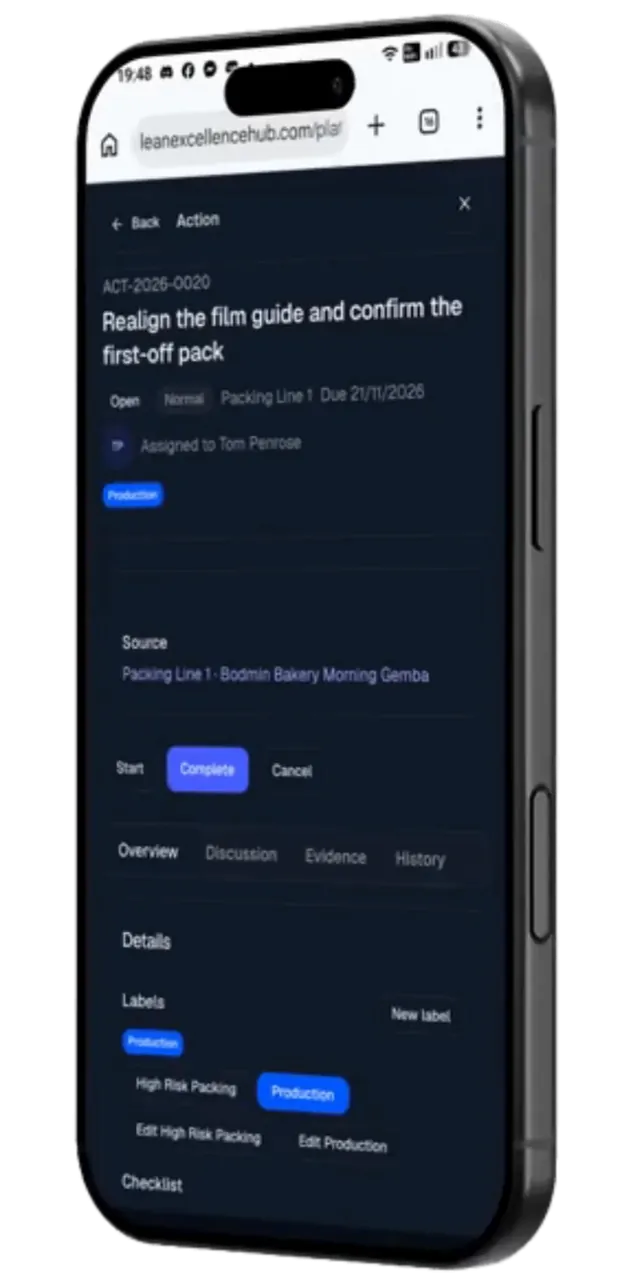 19:48
leanexcellencehub.com/plat
16
43
← Back Action
ACT-2026-0020
Realign the film guide and confirm the
first-off pack
Open Normal Packing Line 1 Due 21/11/2026
TP Assigned to Tom Penrose
Production
Source
Packing Line 1 · Bodmin Bakery Morning Gemba
Start Complete Cancel
Overview Discussion Evidence History
Details
Labels
New label
Production
High Risk Packing Production
Edit High Risk Packing Edit Production
Checklist